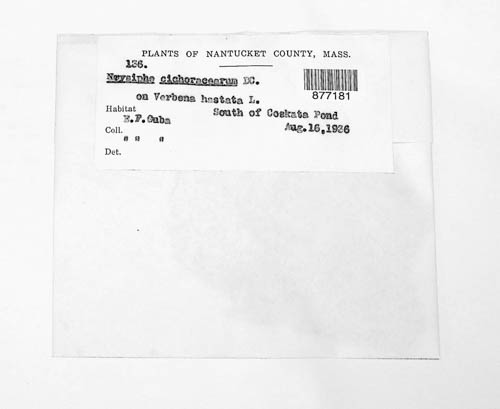 PLANTS OF NANTUCKET COUNTY, MASS.
136.
Erysiphe cichoracearum DC.
877181
on Verbena hastata L.
Habitat South of Coskata Pond
E.F.Guba Aug.16,1936
Coll. " " "
Det.